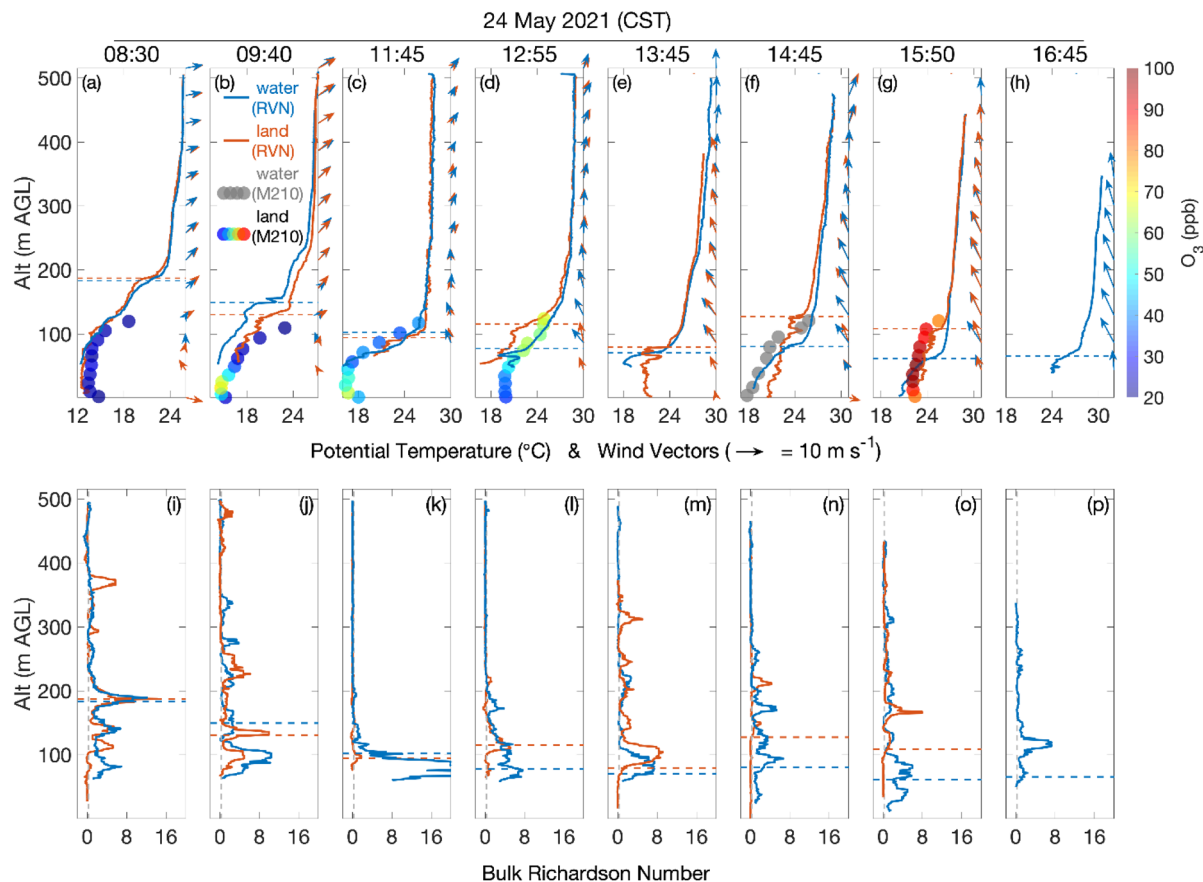 24 May 2021 (CST)
08:30 09:40 11:45 12:55 13:45 14:45 15:50 16:45
(a) (b) (c) (d) (e) (f) (g) (h)
water
(RVN)
land
(RVN)
water
(M210)
land
(M210)
500
400
300
200
100
Alt (m AGL)
12 18 24 18 24 18 24 30 18 24 30 18 24 30 18 24 30 18 24 30 18 24 30
100
90
80
70
60
50
40
30
20
O3 (ppb)
Potential Temperature (°C) & Wind Vectors ( → = 10 m s⁻¹)
(i) (j) (k) (l) (m) (n) (o) (p)
500
400
300
200
100
Alt (m AGL)
0 8 16 0 8 16 0 8 16 0 8 16 0 8 16 0 8 16 0 8 16 0 8 16
Bulk Richardson Number